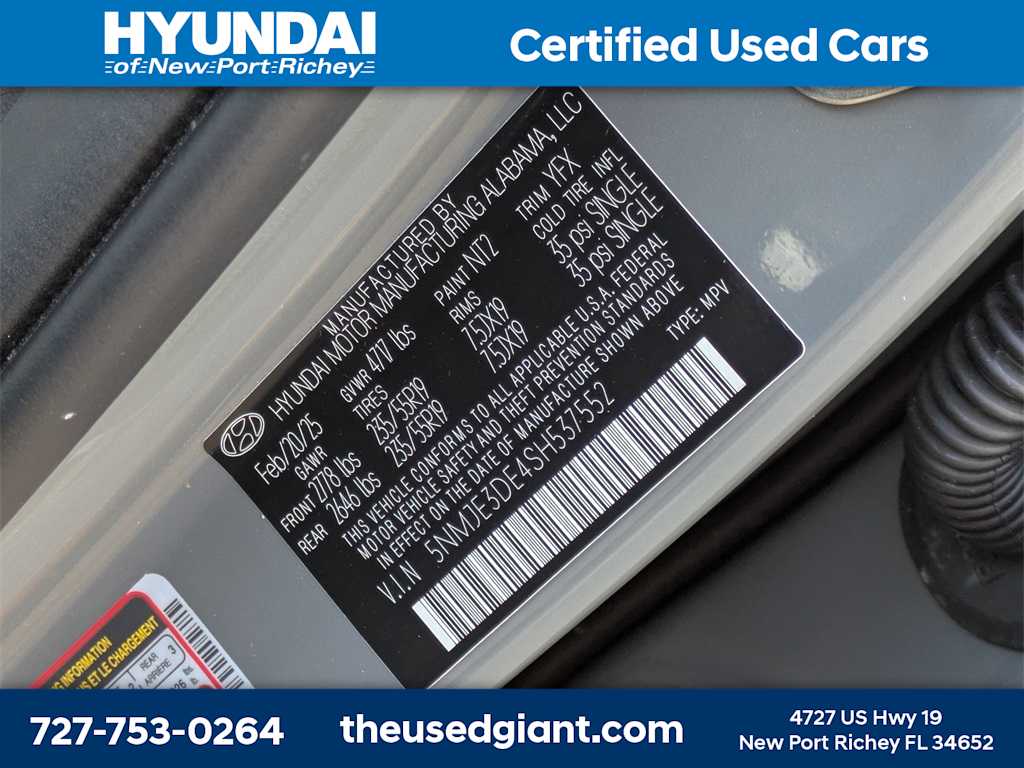 HYUNDAI
of New Port Richey
Certified Used Cars
MANUFACTURED BY
HYUNDAI MOTOR MANUFACTURING ALABAMA, LLC
Feb/20/25 GVWR 4717 lbs PAINT NT2 TRIM YFX
GAWR TIRES RIMS COLD TIRE INFL
FRONT 2778 lbs 235/55R19 7.5JX19 35 psi SINGLE
REAR 2646 lbs 235/55R19 7.5JX19 35 psi SINGLE
THIS VEHICLE CONFORMS TO ALL APPLICABLE U.S.A. FEDERAL
MOTOR VEHICLE SAFETY AND THEFT PREVENTION STANDARDS
IN EFFECT ON THE DATE OF MANUFACTURE SHOWN ABOVE
V.I.N 5NMJE3DE4SH537552 TYPE: MPV
INFORMATION
ET LE CHARGEMENT
2 REAR 3
ARRIÈRE
727-753-0264
theusedgiant.com
4727 US Hwy 19
New Port Richey FL 34652